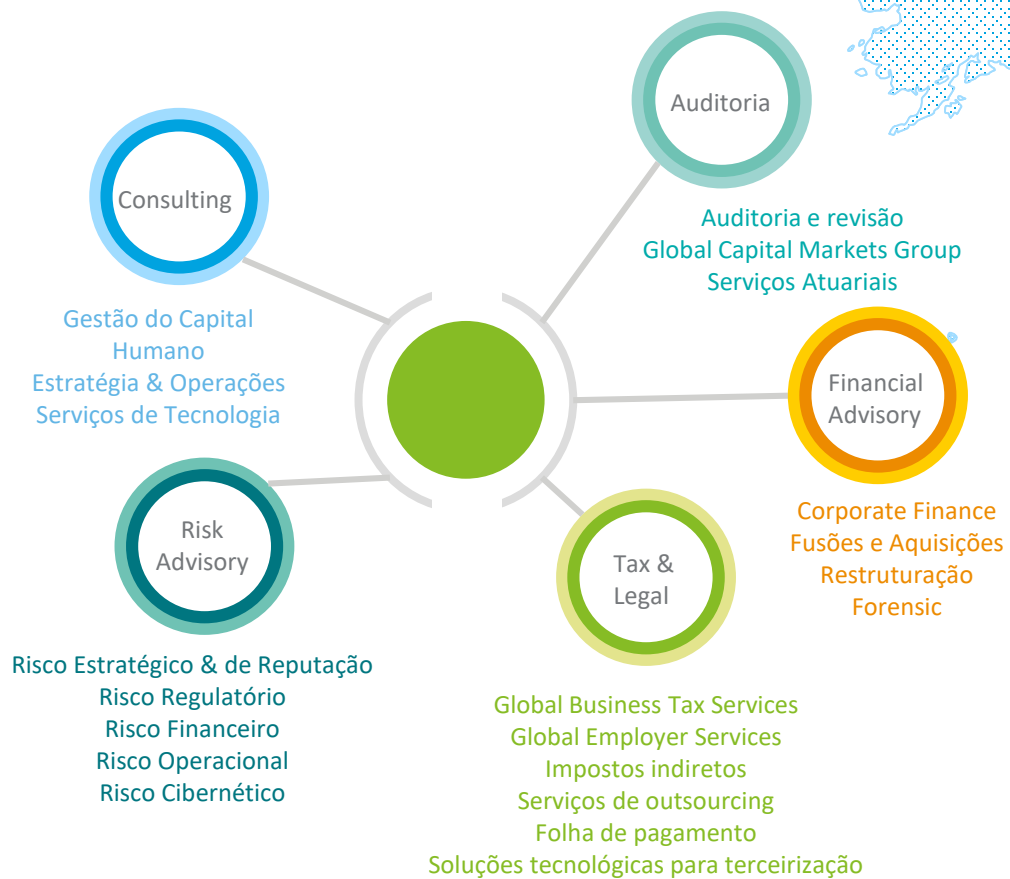 Auditoria
Auditoria e revisão
Global Capital Markets Group
Serviços Atuariais
Consulting
Gestão do Capital
Humano
Estratégia & Operações
Serviços de Tecnologia
Financial
Advisory
Corporate Finance
Fusões e Aquisições
Restruturação
Forensic
Risk
Advisory
Risco Estratégico & de Reputação
Risco Regulatório
Risco Financeiro
Risco Operacional
Risco Cibernético
Tax &
Legal
Global Business Tax Services
Global Employer Services
Impostos indiretos
Serviços de outsourcing
Folha de pagamento
Soluções tecnológicas para terceirização